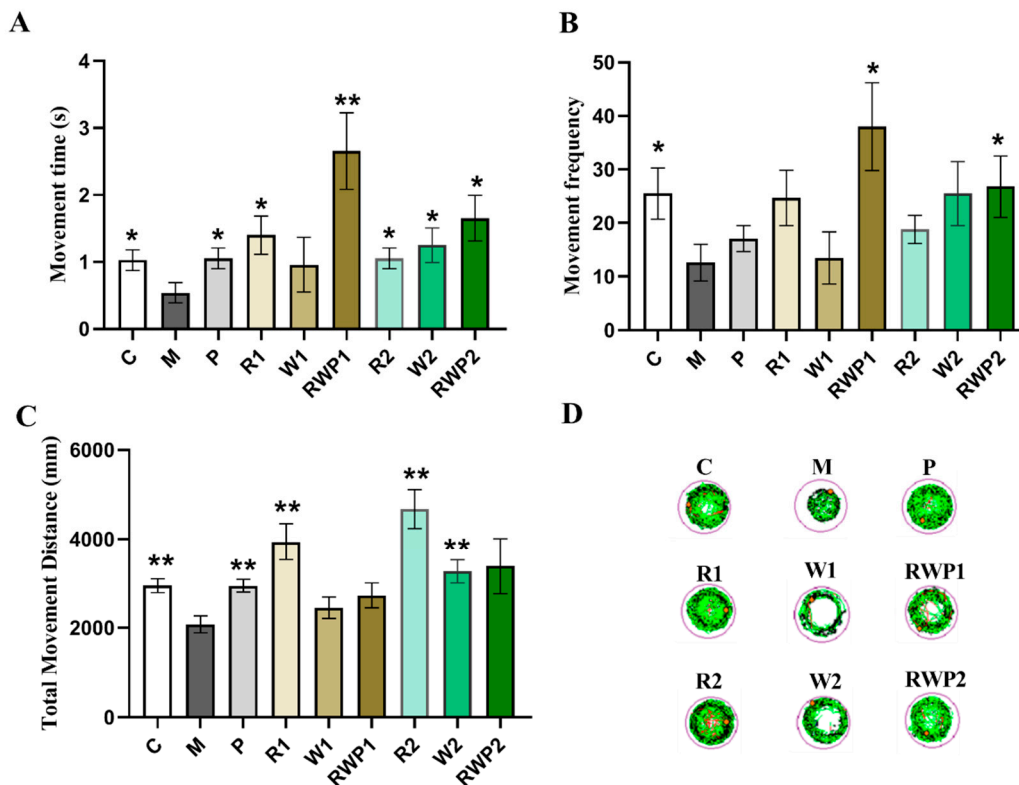 A
Movement time (s)
4
3
2
1
0
* * * ** * * *
C M P R1 W1 RWP1 R2 W2 RWP2
B
Movement frequency
50
40
30
20
10
0
* * *
C M P R1 W1 RWP1 R2 W2 RWP2
C
Total Movement Distance (mm)
6000
4000
2000
0
** ** ** ** **
C M P R1 W1 RWP1 R2 W2 RWP2
D
C M P
R1 W1 RWP1
R2 W2 RWP2